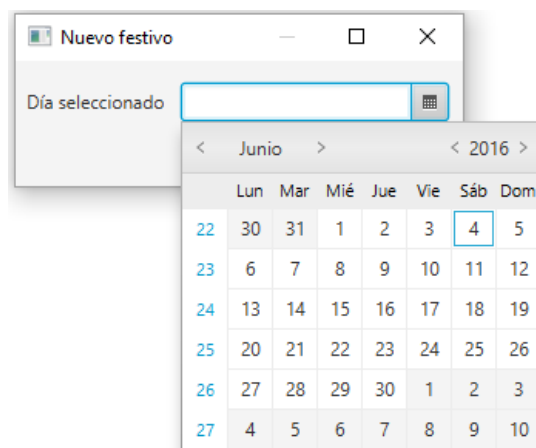 Nuevo festivo
Día seleccionado
< Junio > < 2016 >
Lun Mar Mié Jue Vie Sáb Dom
22 30 31 1 2 3 4 5
23 6 7 8 9 10 11 12
24 13 14 15 16 17 18 19
25 20 21 22 23 24 25 26
26 27 28 29 30 1 2 3
27 4 5 6 7 8 9 10